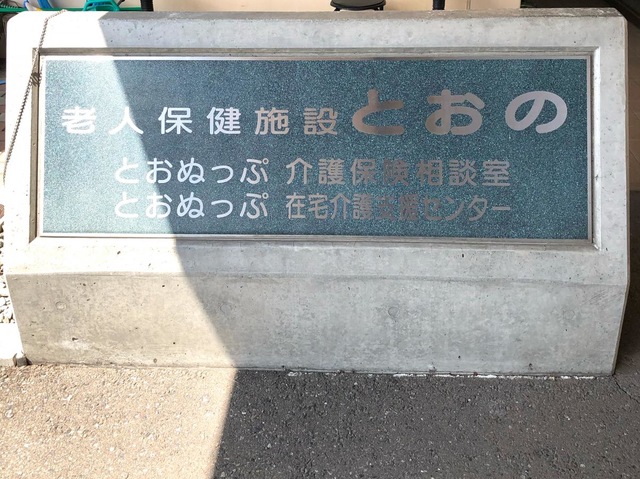 老人保健施設とおの
とおぬっぷ 介護保険相談室
とおぬっぷ 在宅介護支援センター